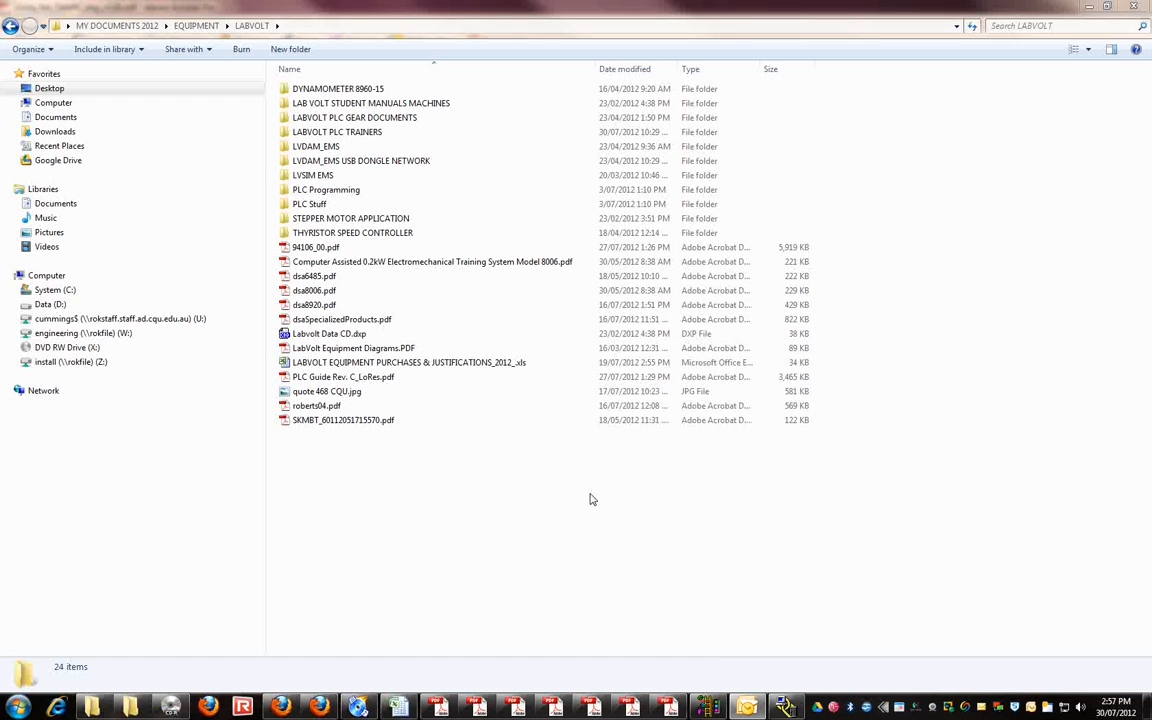 MY DOCUMENTS 2012 EQUIPMENT LABVOLT Search LABVOLT
Organize Include in library Share with Burn New folder
Name Date modified Type Size
Favorites
Desktop
Computer
Documents
Downloads
Recent Places
Google Drive
Libraries
Documents
Music
Pictures
Videos
Computer
System (C:)
Data (D:)
cummings$ (\\rokstaff.staff.ad.cqu.edu.au) (U:)
engineering (\\rokfile) (W:)
DVD RW Drive (X:)
install (\\rokfile) (Z:)
Network
DYNAMOMETER 8960-15 16/04/2012 9:20 AM File folder
LAB VOLT STUDENT MANUALS MACHINES 23/02/2012 4:38 PM File folder
LABVOLT PLC GEAR DOCUMENTS 23/04/2012 1:50 PM File folder
LABVOLT PLC TRAINERS 30/07/2012 10:29 ... File folder
LVDAM_EMS 23/04/2012 9:36 AM File folder
LVDAM_EMS USB DONGLE NETWORK 23/04/2012 10:29 ... File folder
LVSIM EMS 20/03/2012 10:46 ... File folder
PLC Programming 3/07/2012 1:10 PM File folder
PLC Stuff 3/07/2012 1:10 PM File folder
STEPPER MOTOR APPLICATION 23/02/2012 3:51 PM File folder
THYRISTOR SPEED CONTROLLER 18/04/2012 12:14 ... File folder
94106_00.pdf 27/07/2012 1:26 PM Adobe Acrobat D... 5,919 KB
Computer Assisted 0.2kW Electromechanical Training System Model 8006.pdf 30/05/2012 8:38 AM Adobe Acrobat D... 221 KB
dsa6485.pdf 18/05/2012 10:10 ... Adobe Acrobat D... 222 KB
dsa8006.pdf 30/05/2012 8:38 AM Adobe Acrobat D... 229 KB
dsa8920.pdf 16/07/2012 1:51 PM Adobe Acrobat D... 429 KB
dsaSpecializedProducts.pdf 16/07/2012 11:51 ... Adobe Acrobat D... 822 KB
Labvolt Data CD.dxp 23/02/2012 4:38 PM DXP File 38 KB
LabVolt Equipment Diagrams.PDF 16/03/2012 12:31 ... Adobe Acrobat D... 89 KB
LABVOLT EQUIPMENT PURCHASES & JUSTIFICATIONS_2012_.xls 19/07/2012 2:55 PM Microsoft Office E... 34 KB
PLC Guide Rev. C_LoRes.pdf 27/07/2012 1:29 PM Adobe Acrobat D... 3,465 KB
quote 468 CQU.jpg 17/07/2012 10:23 ... JPG File 581 KB
roberts04.pdf 16/07/2012 12:08 ... Adobe Acrobat D... 569 KB
SKMBT_60112051715570.pdf 18/05/2012 11:31 ... Adobe Acrobat D... 122 KB
24 items
2:57 PM
30/07/2012